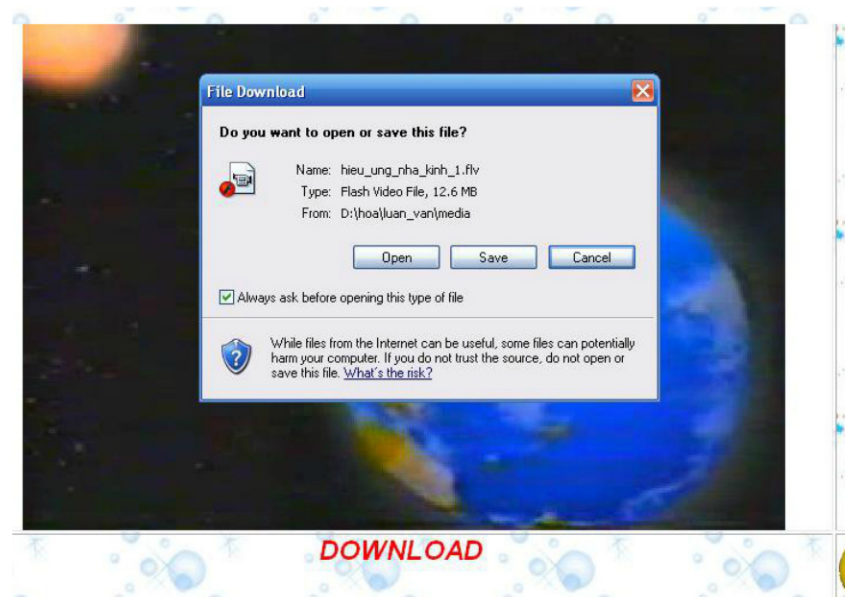 File Download
Do you want to open or save this file?
Name: hieu_ung_nha_kinh_1.flv
Type: Flash Video File, 12.6 MB
From: D:\hoa\luan_van\media
Open Save Cancel
Always ask before opening this type of file
While files from the Internet can be useful, some files can potentially
harm your computer. If you do not trust the source, do not open or
save this file. What's the risk?
DOWNLOAD